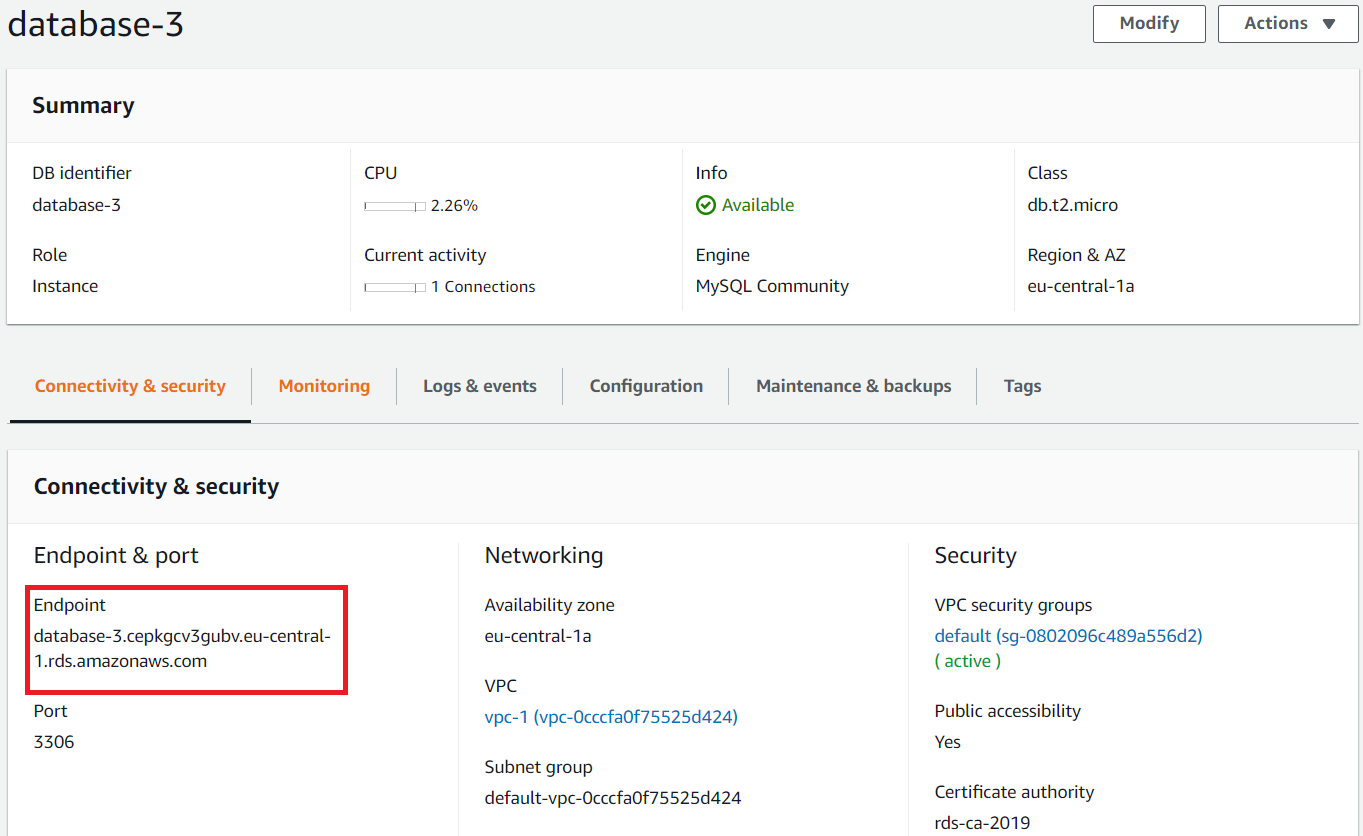 database-3
Modify
Actions
Summary
DB identifier
database-3
CPU
2.26%
Info
Available
Class
db.t2.micro
Role
Instance
Current activity
1 Connections
Engine
MySQL Community
Region & AZ
eu-central-1a
Connectivity & security
Monitoring
Logs & events
Configuration
Maintenance & backups
Tags
Connectivity & security
Endpoint & port
Endpoint
database-3.cepkgcv3gubv.eu-central-
1.rds.amazonaws.com
Port
3306
Networking
Availability zone
eu-central-1a
VPC
vpc-1 (vpc-0cccfa0f75525d424)
Subnet group
default-vpc-0cccfa0f75525d424
Security
VPC security groups
default (sg-0802096c489a556d2)
( active )
Public accessibility
Yes
Certificate authority
rds-ca-2019